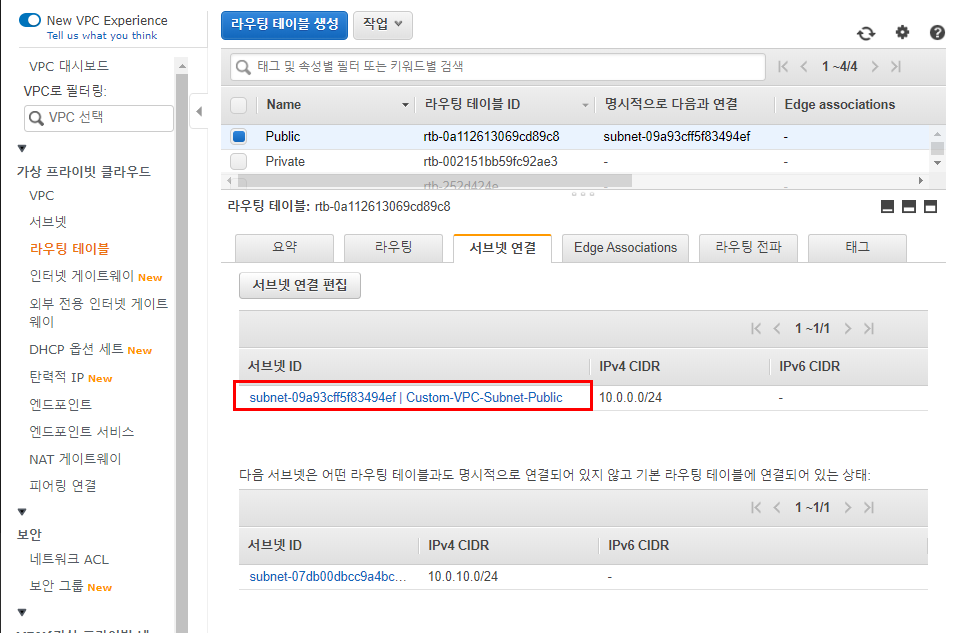 New VPC Experience
Tell us what you think
VPC 대시보드
VPC로 필터링:
VPC 선택
가상 프라이빗 클라우드
VPC
서브넷
라우팅 테이블
인터넷 게이트웨이 New
외부 전용 인터넷 게이트
웨이
DHCP 옵션 세트 New
탄력적 IP New
엔드포인트
엔드포인트 서비스
NAT 게이트웨이
피어링 연결
보안
네트워크 ACL
보안 그룹 New
라우팅 테이블 생성 작업
태그 및 속성별 필터 또는 키워드별 검색
1 ~4/4
Name 라우팅 테이블 ID 명시적으로 다음과 연결 Edge associations
Public rtb-0a112613069cd89c8 subnet-09a93cff5f83494ef -
Private rtb-002151bb59fc92ae3 - -
rtb-252d424e - -
라우팅 테이블: rtb-0a112613069cd89c8
요약 라우팅 서브넷 연결 Edge Associations 라우팅 전파 태그
서브넷 연결 편집
1 ~1/1
서브넷 ID IPv4 CIDR IPv6 CIDR
subnet-09a93cff5f83494ef | Custom-VPC-Subnet-Public 10.0.0.0/24 -
다음 서브넷은 어떤 라우팅 테이블과도 명시적으로 연결되어 있지 않고 기본 라우팅 테이블에 연결되어 있는 상태:
1 ~1/1
서브넷 ID IPv4 CIDR IPv6 CIDR
subnet-07db00dbcc9a4bc... 10.0.10.0/24 -